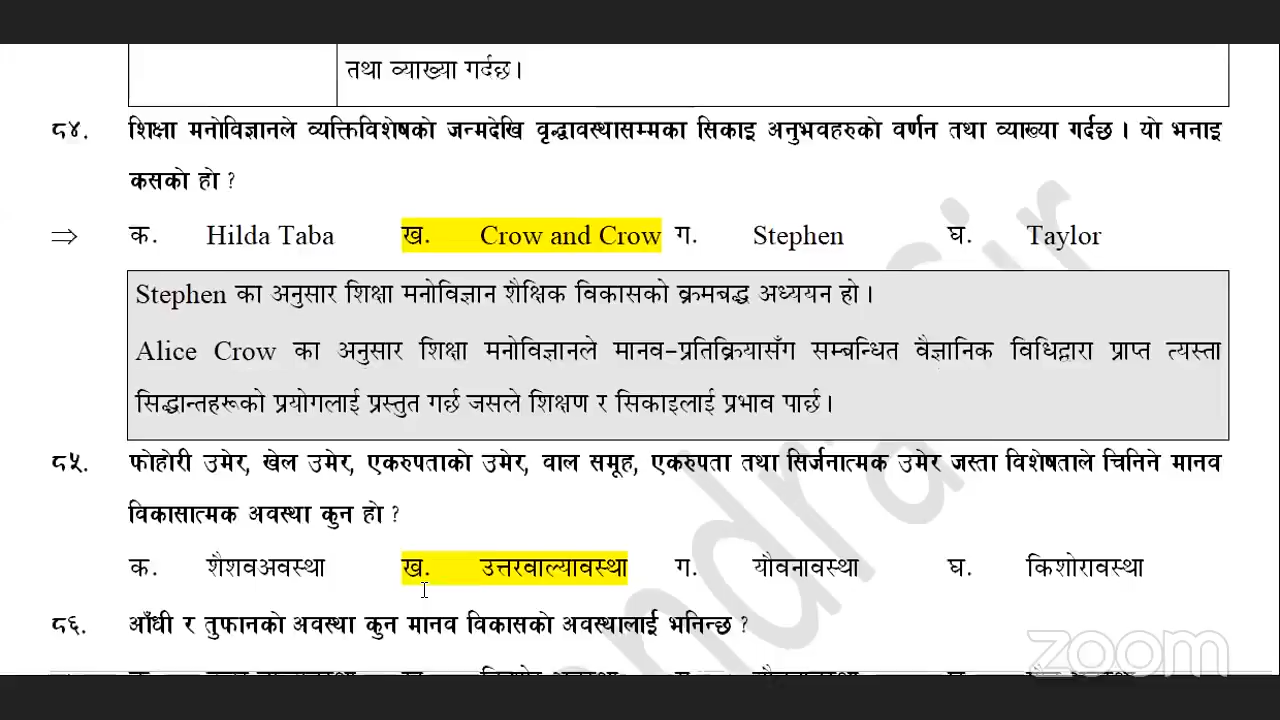 तथा व्याख्या गर्दछ।
८४. शिक्षा मनोविज्ञानले व्यक्तिविशेषको जन्मदेखि वृद्धावस्थासम्मका सिकाइ अनुभवहरुको वर्णन तथा व्याख्या गर्दछ । यो भनाइ
कसको हो ?
⇒ क. Hilda Taba ख. Crow and Crow ग. Stephen घ. Taylor
Stephen का अनुसार शिक्षा मनोविज्ञान शैक्षिक विकासको क्रमबद्ध अध्ययन हो।
Alice Crow का अनुसार शिक्षा मनोविज्ञानले मानव-प्रतिक्रियासँग सम्बन्धित वैज्ञानिक विधिद्वारा प्राप्त त्यस्ता
सिद्धान्तहरूको प्रयोगलाई प्रस्तुत गर्छ जसले शिक्षण र सिकाइलाई प्रभाव पार्छ।
८५. फोहोरी उमेर, खेल उमेर, एकरुपताको उमेर, वाल समूह, एकरुपता तथा सिर्जनात्मक उमेर जस्ता विशेषताले चिनिने मानव
विकासात्मक अवस्था कुन हो ?
क. शैशवअवस्था ख. उत्तरवाल्यावस्था ग. यौवनावस्था घ. किशोरावस्था
८६. आँधी र तुफानको अवस्था कुन मानव विकासको अवस्थालाई भनिन्छ ?
zoom